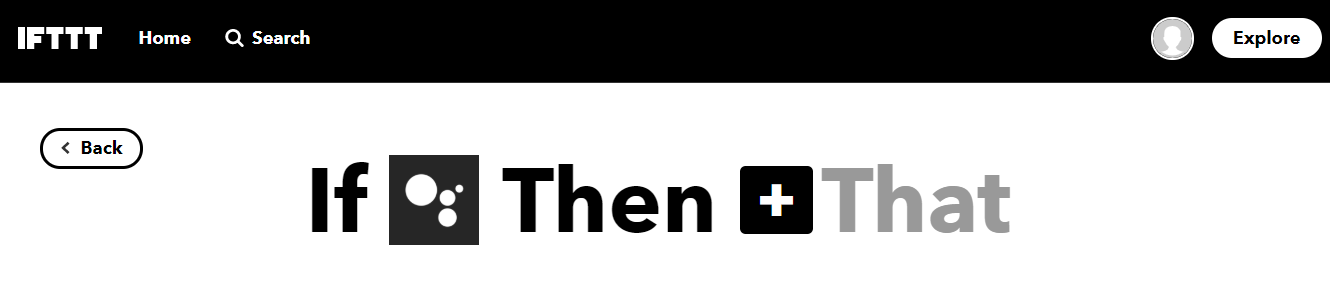 IFTTT Home Search Explore
Back
If Then + That